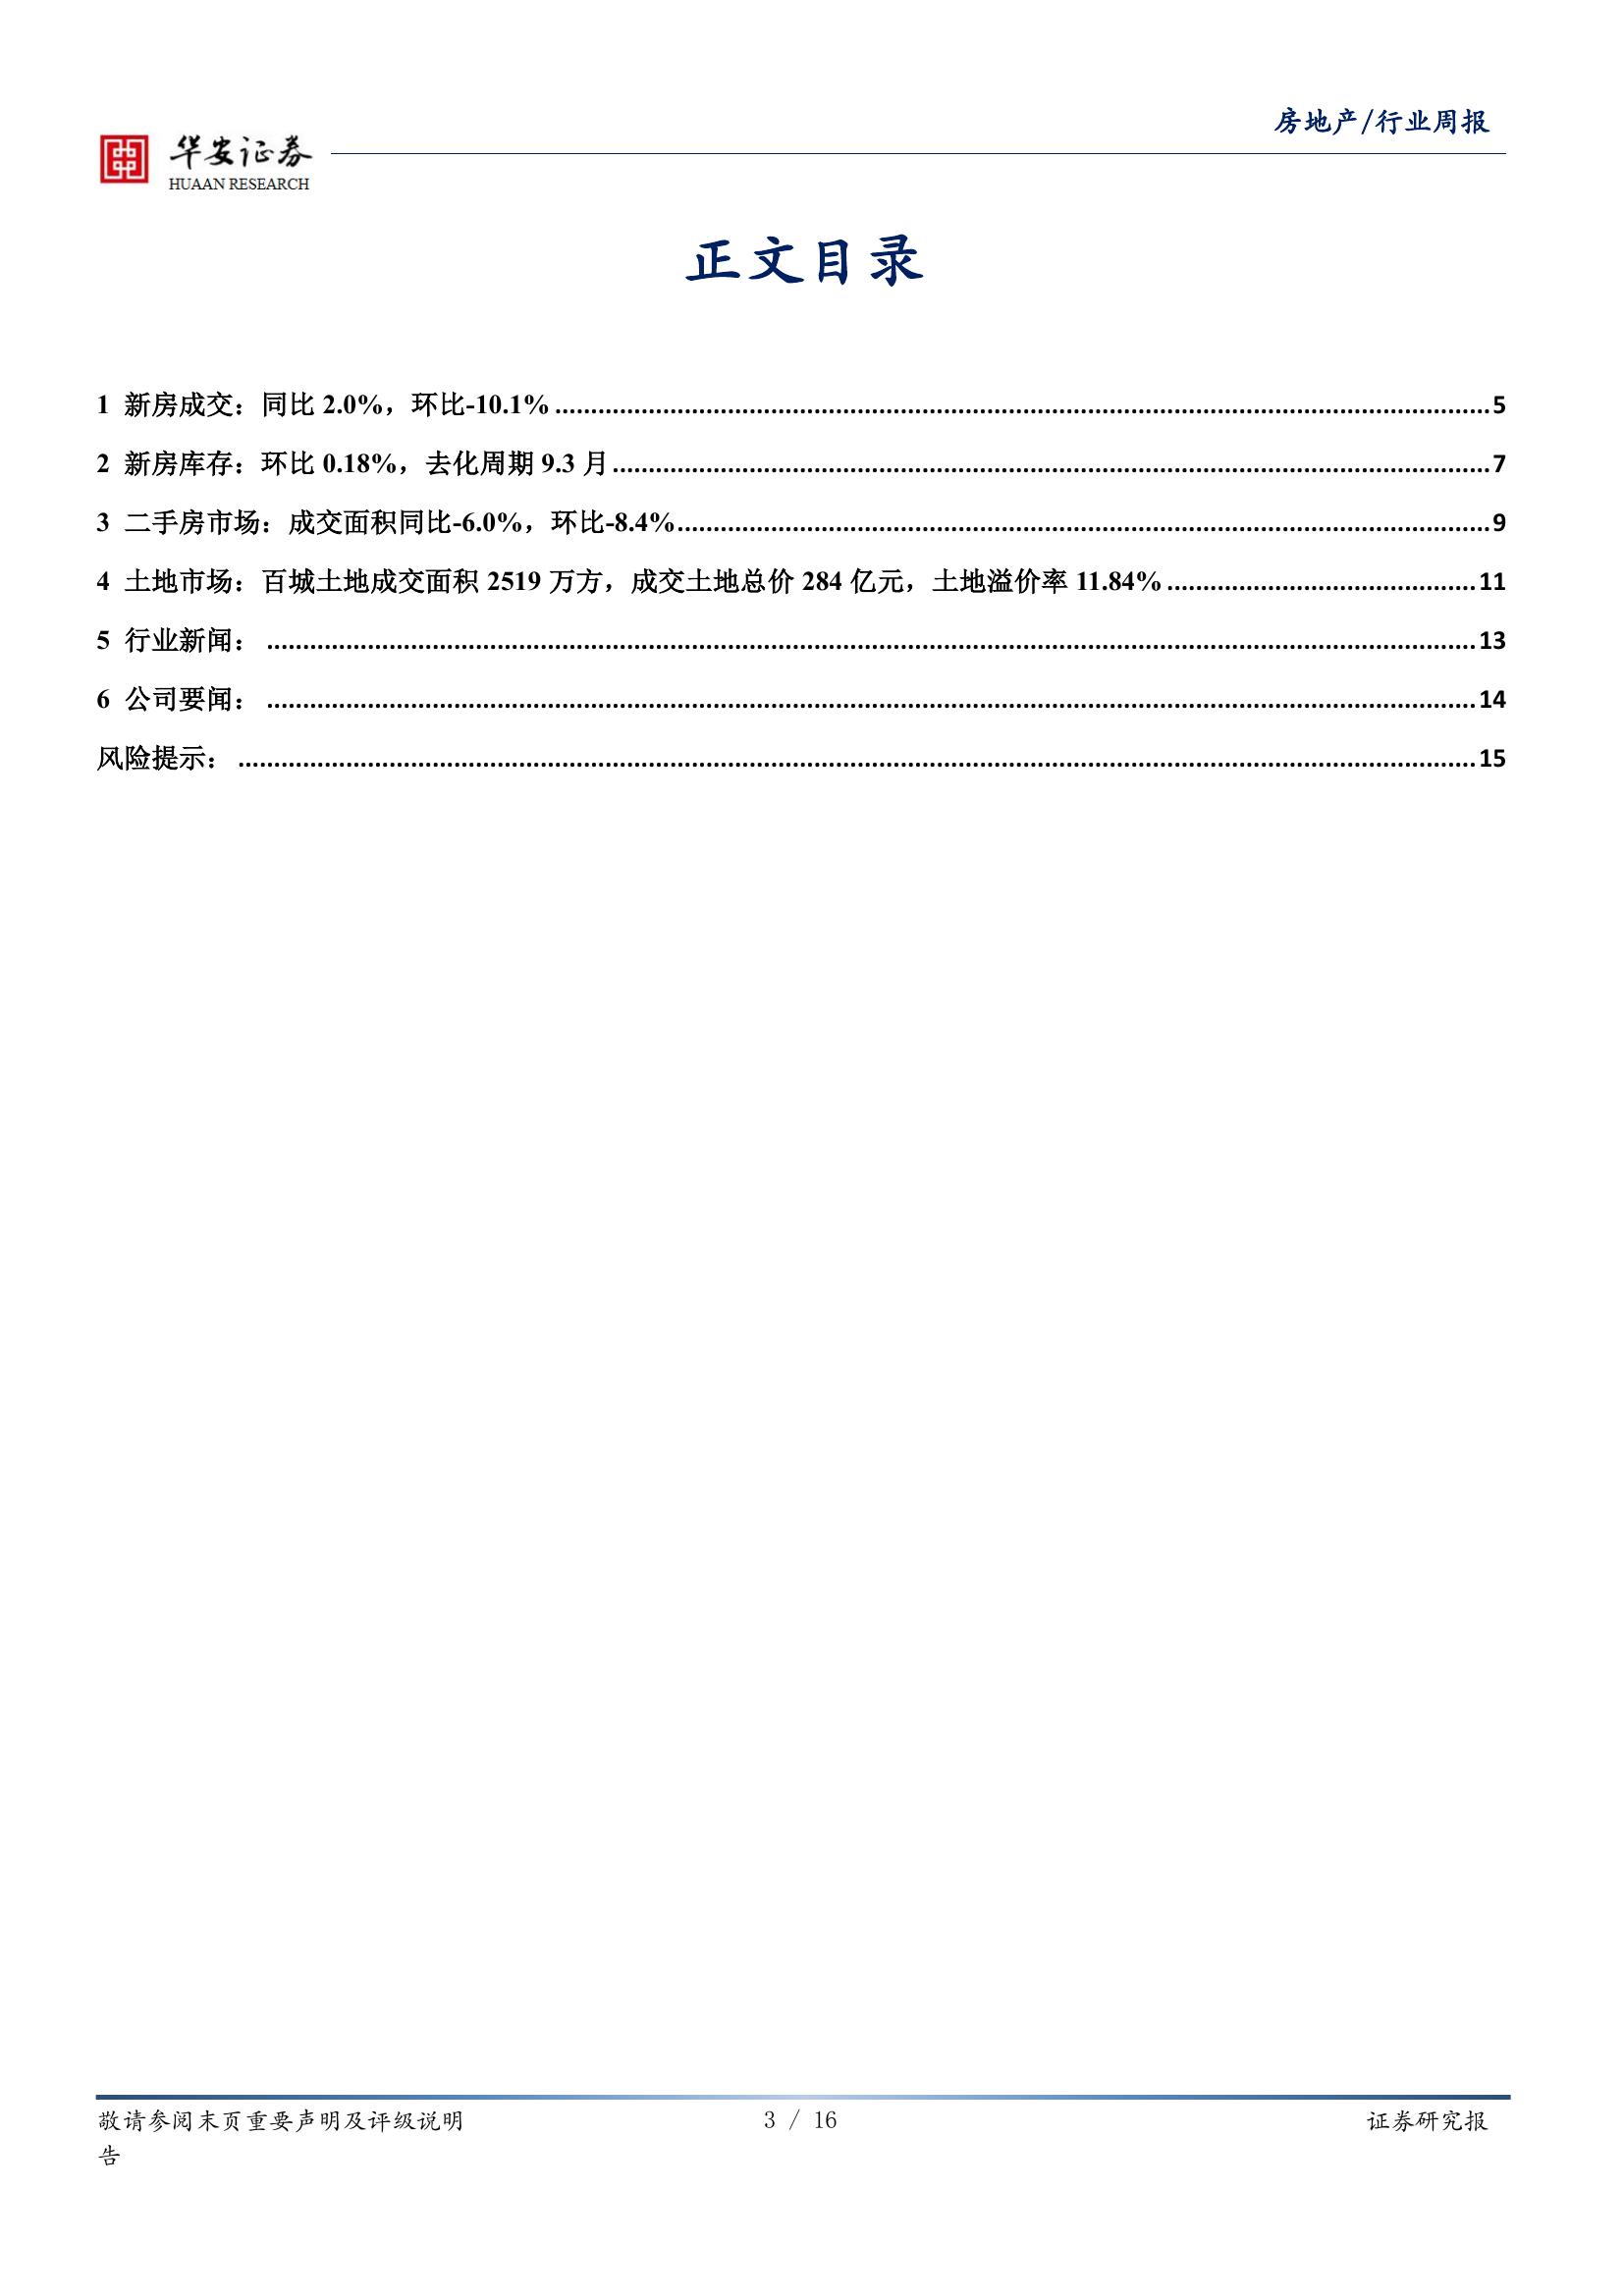 房地产/行业周报
华安证券
HUAAN RESEARCH
正文目录
1 新房成交：同比 2.0%，环比-10.1%........................................5
2 新房库存：环比 0.18%，去化周期 9.3 月........................................7
3 二手房市场：成交面积同比-6.0%，环比-8.4%........................................9
4 土地市场：百城土地成交面积 2519 万方，成交土地总价 284 亿元，土地溢价率 11.84%........................................11
5 行业新闻：........................................13
6 公司要闻：........................................14
风险提示：........................................15
敬请参阅末页重要声明及评级说明 3 / 16 证券研究报
告